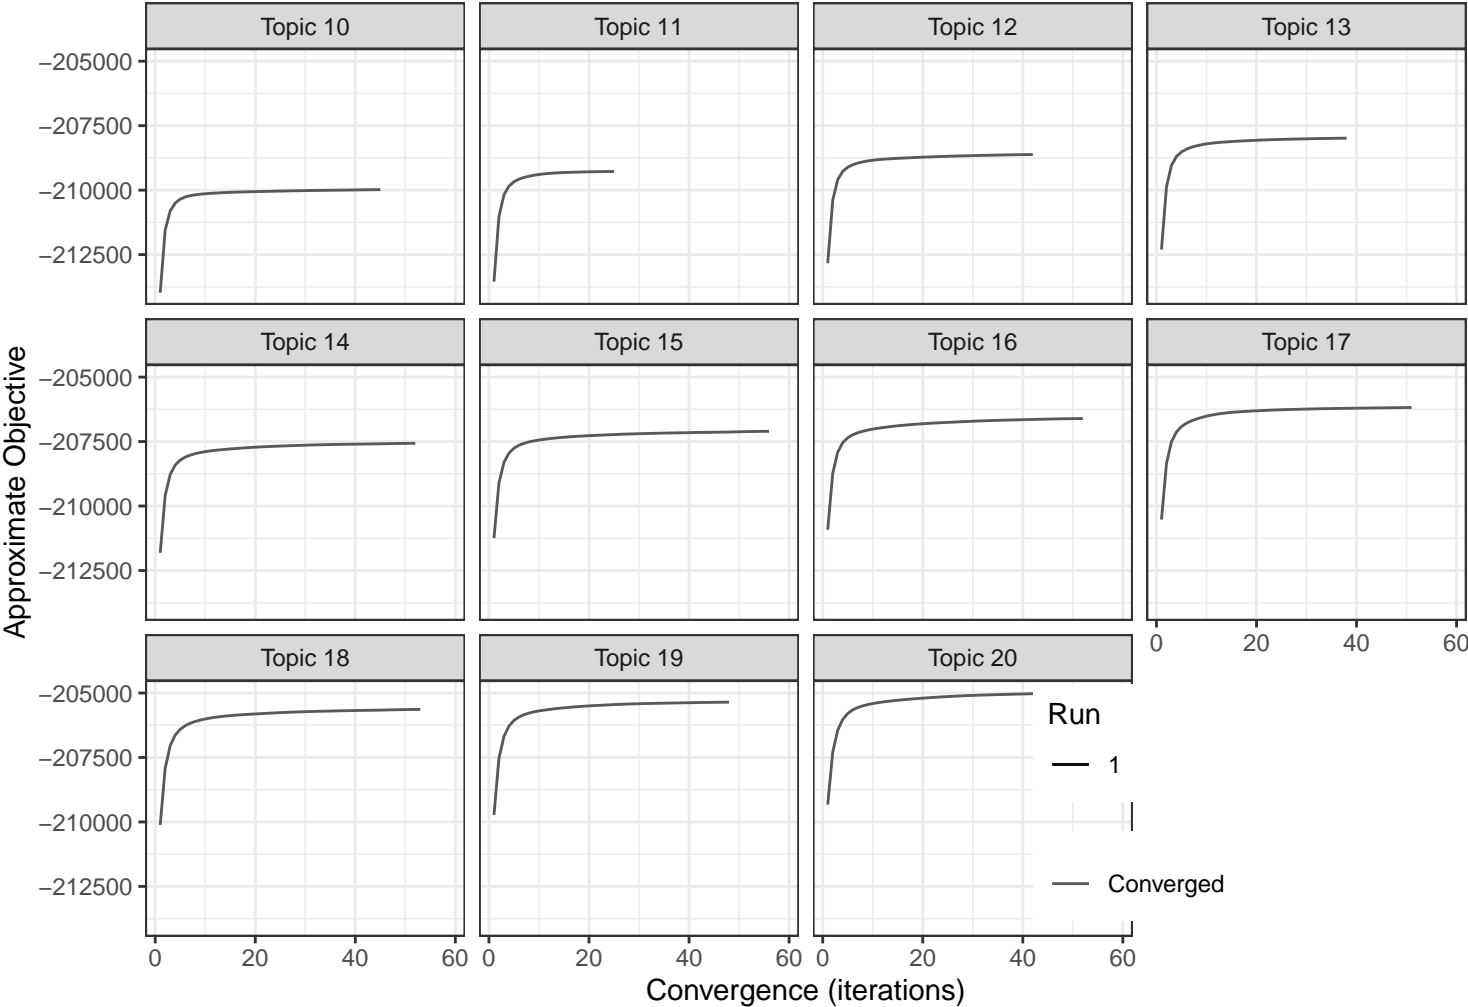 Topic 10 Topic 11 Topic 12 Topic 13
−205000
−207500
−210000
−212500
Topic 14 Topic 15 Topic 16 Topic 17
−205000
−207500
−210000
−212500
0 20 40 60
Topic 18 Topic 19 Topic 20
−205000
−207500
−210000
−212500
Run
1
Converged
0 20 40 60 0 20 40 60 0 20 40 60
Convergence (iterations)
Approximate Objective